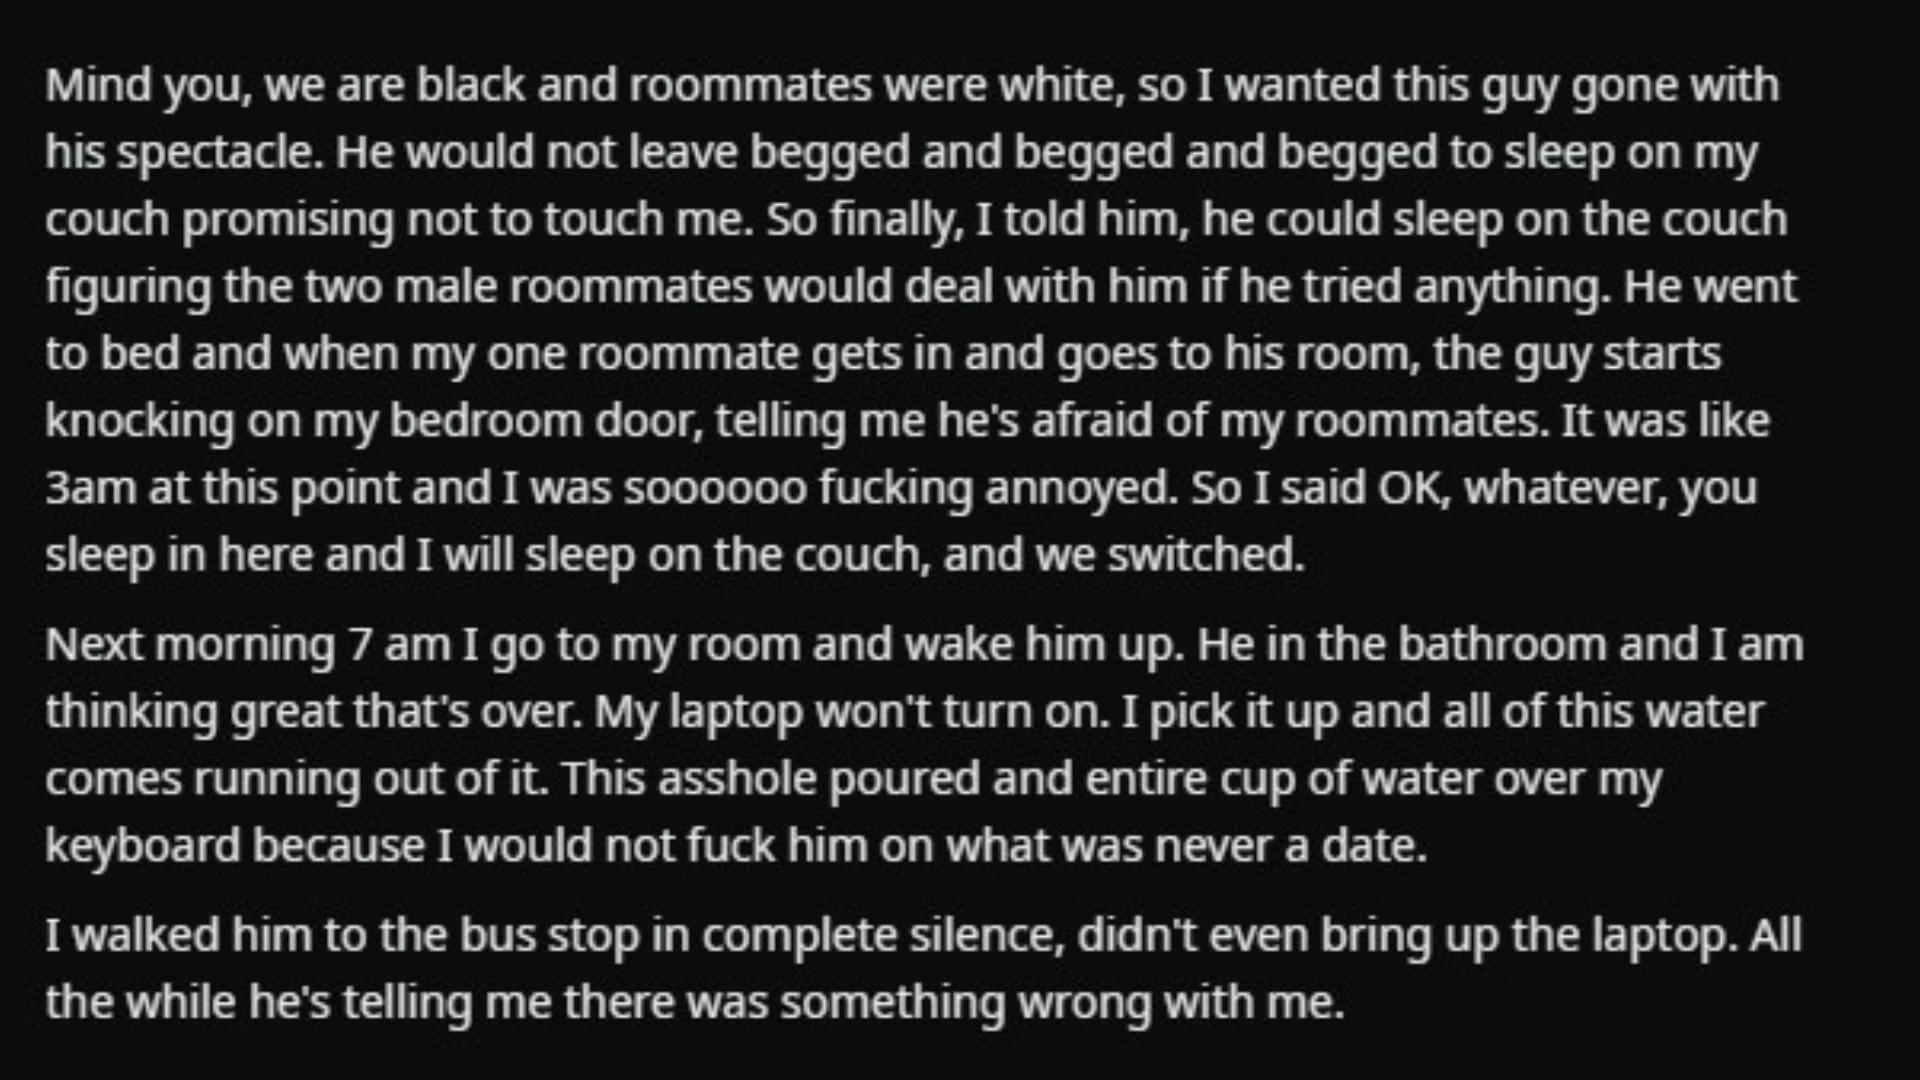 Mind you, we are black and roommates were white, so I wanted this guy gone with
his spectacle. He would not leave begged and begged and begged to sleep on my
couch promising not to touch me. So finally, I told him, he could sleep on the couch
figuring the two male roommates would deal with him if he tried anything. He went
to bed and when my one roommate gets in and goes to his room, the guy starts
knocking on my bedroom door, telling me he's afraid of my roommates. It was like
3am at this point and I was soooooo fucking annoyed. So I said OK, whatever, you
sleep in here and I will sleep on the couch, and we switched.
Next morning 7 am I go to my room and wake him up. He in the bathroom and I am
thinking great that's over. My laptop won't turn on. I pick it up and all of this water
comes running out of it. This asshole poured and entire cup of water over my
keyboard because I would not fuck him on what was never a date.
I walked him to the bus stop in complete silence, didn't even bring up the laptop. All
the while he's telling me there was something wrong with me.